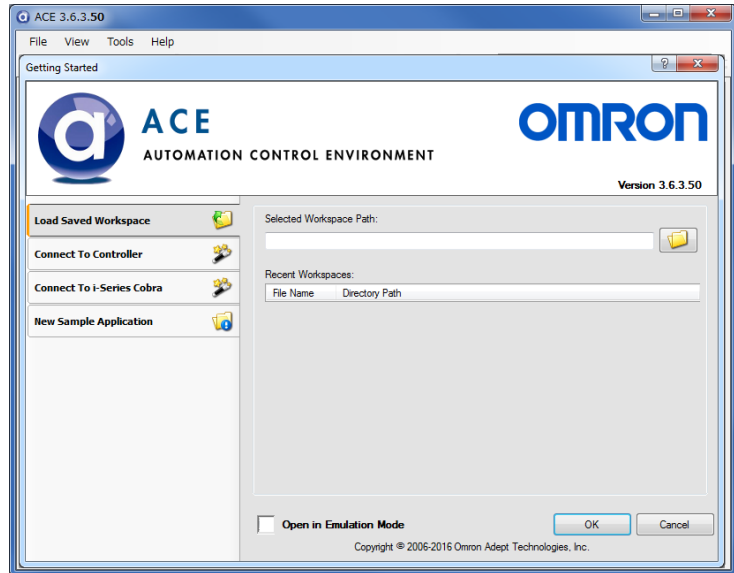 ACE 3.6.3.50
File View Tools Help
Getting Started
a
ACE
AUTOMATION CONTROL ENVIRONMENT
OMRON
Version 3.6.3.50
Load Saved Workspace
Connect To Controller
Connect To i-Series Cobra
New Sample Application
Selected Workspace Path:
Recent Workspaces:
File Name Directory Path
Open in Emulation Mode
OK Cancel
Copyright © 2006-2016 Omron Adept Technologies, Inc.